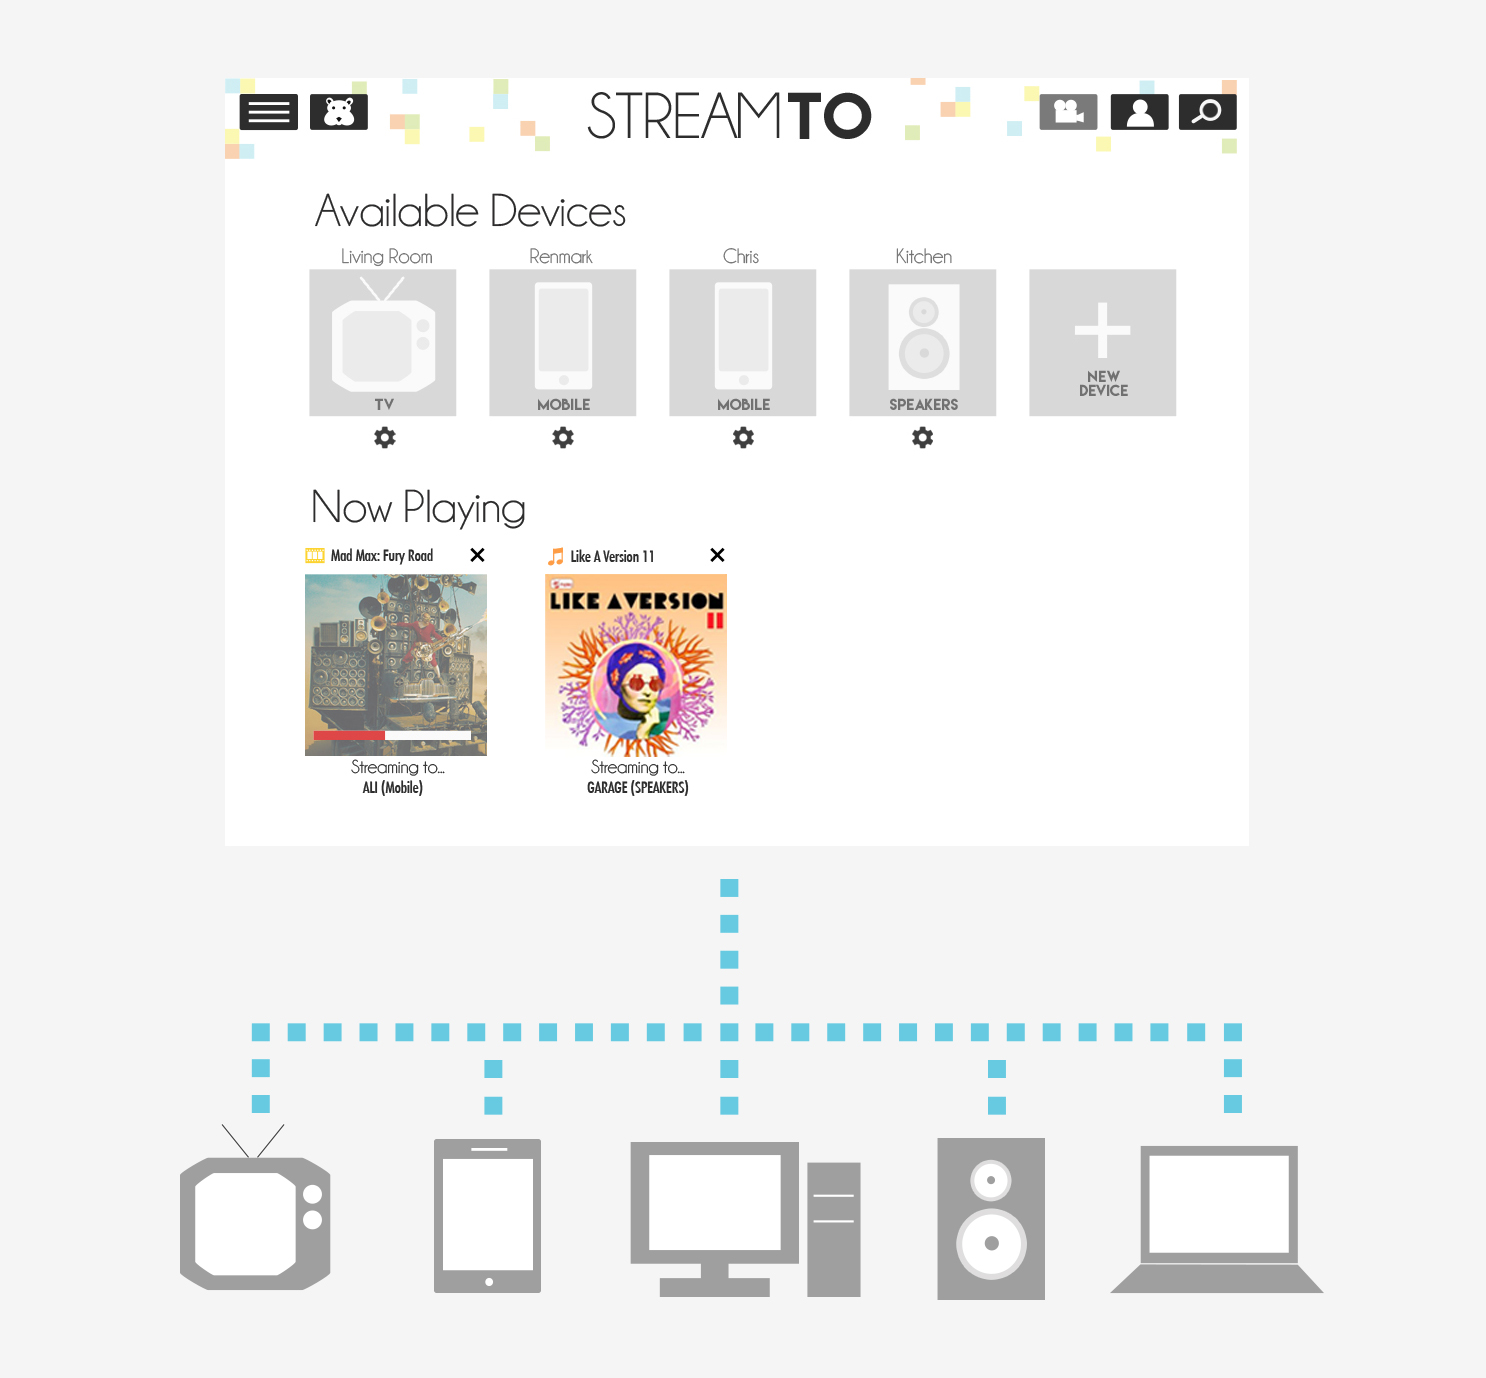 STREAMTO
Available Devices
Living Room
Renmark
Chris
Kitchen
TV
MOBILE
MOBILE
SPEAKERS
NEW
DEVICE
Now Playing
Mad Max: Fury Road
Like A Version 11
LIKE A VERSION
11
Streaming to...
ALI (Mobile)
Streaming to...
GARAGE (SPEAKERS)